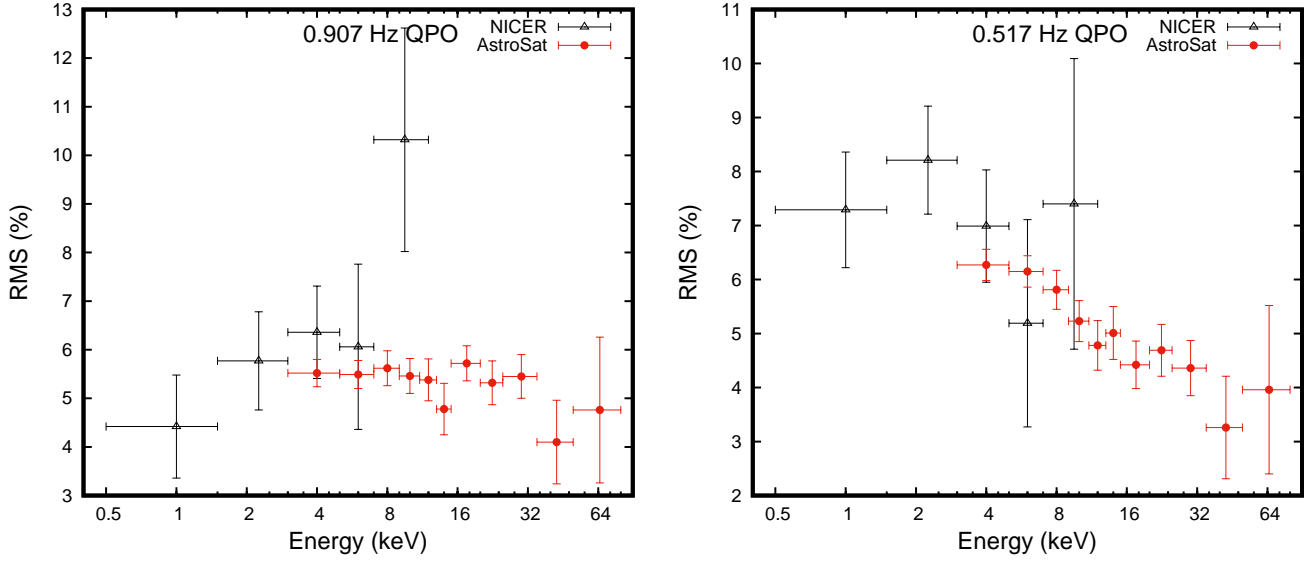 0.907 Hz QPO
NICER
AstroSat
RMS (%)
13
12
11
10
9
8
7
6
5
4
3
0.5 1 2 4 8 16 32 64
Energy (keV)
0.517 Hz QPO
NICER
AstroSat
RMS (%)
11
10
9
8
7
6
5
4
3
2
0.5 1 2 4 8 16 32 64
Energy (keV)